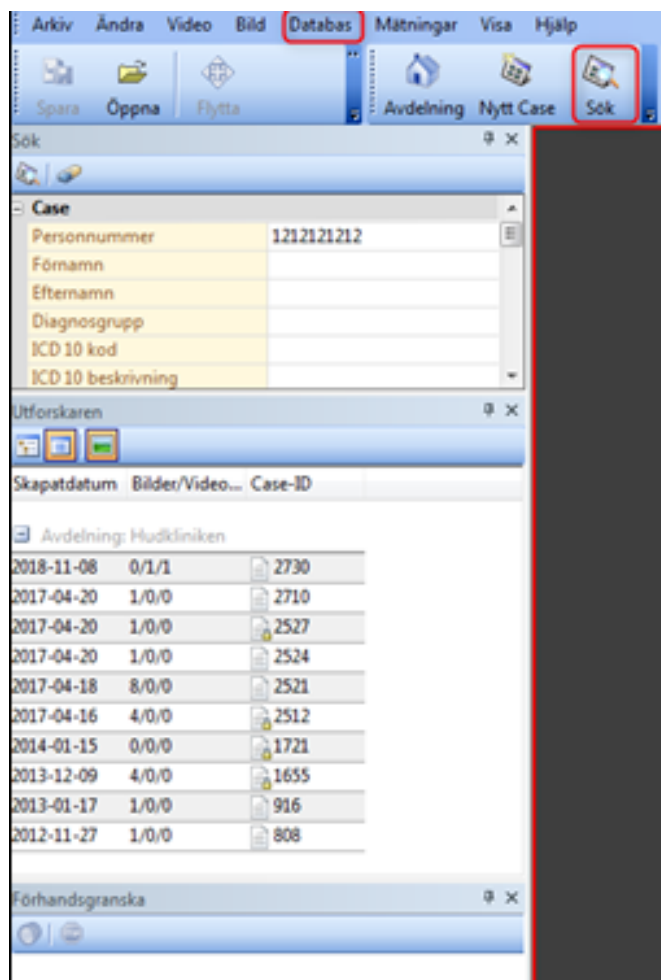 Arkiv Ändra Video Bild Databas Mätningar Visa Hjälp
Spara Öppna Flytta Avdelning Nytt Case Sök
Sök
Case
Personnummer 1212121212
Förnamn
Efternamn
Diagnosgrupp
ICD 10 kod
ICD 10 beskrivning
Utforskaren
Skapatdatum Bilder/Video... Case-ID
Avdelning: Hudkliniken
2018-11-08 0/1/1 2730
2017-04-20 1/0/0 2710
2017-04-20 1/0/0 2527
2017-04-20 1/0/0 2524
2017-04-18 8/0/0 2521
2017-04-16 4/0/0 2512
2014-01-15 0/0/0 1721
2013-12-09 4/0/0 1655
2013-01-17 1/0/0 916
2012-11-27 1/0/0 808
Förhandsgranska